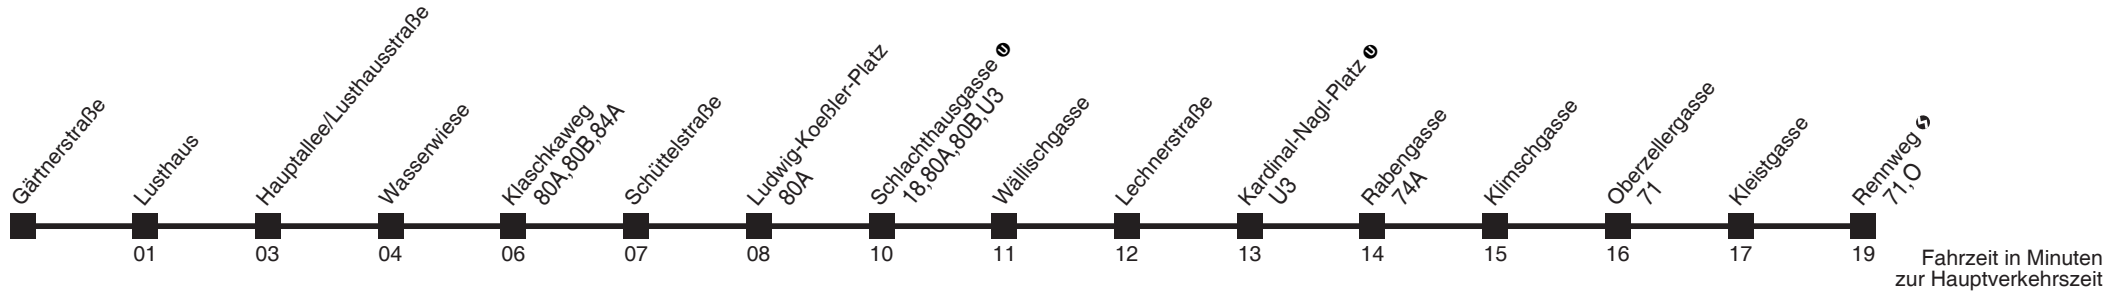 Gärtnerstraße
Lusthaus
01
Hauptallee/Lusthausstraße
03
Wasserwiese
04
Klaschkaweg
80A,80B,84A
06
Schüttelstraße
07
Ludwig-Koeßler-Platz
80A
08
Schlachthausgasse U
18,80A,80B,U3
10
Wällischgasse
11
Lechnerstraße
12
Kardinal-Nagl-Platz U
U3
13
Rabengasse
74A
14
Klimschgasse
15
Oberzellergasse
71
16
Kleistgasse
17
Rennweg
71,O
19
Fahrzeit in Minuten
zur Hauptverkehrszeit